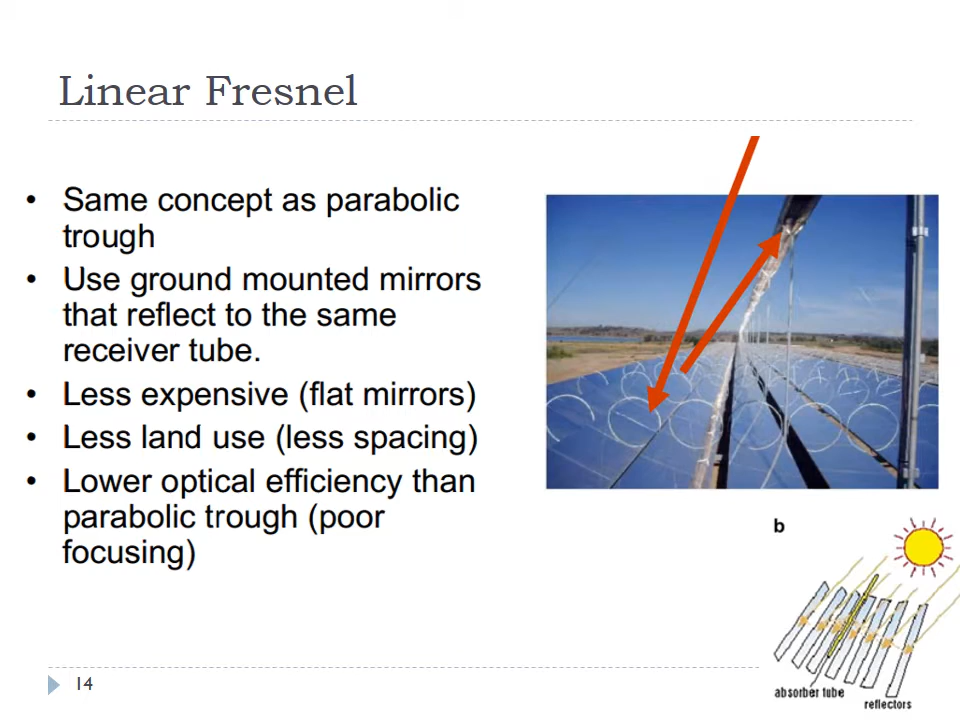 Linear Fresnel
• Same concept as parabolic
trough
• Use ground mounted mirrors
that reflect to the same
receiver tube.
• Less expensive (flat mirrors)
• Less land use (less spacing)
• Lower optical efficiency than
parabolic trough (poor
focusing)
b
absorber tube
reflectors
14